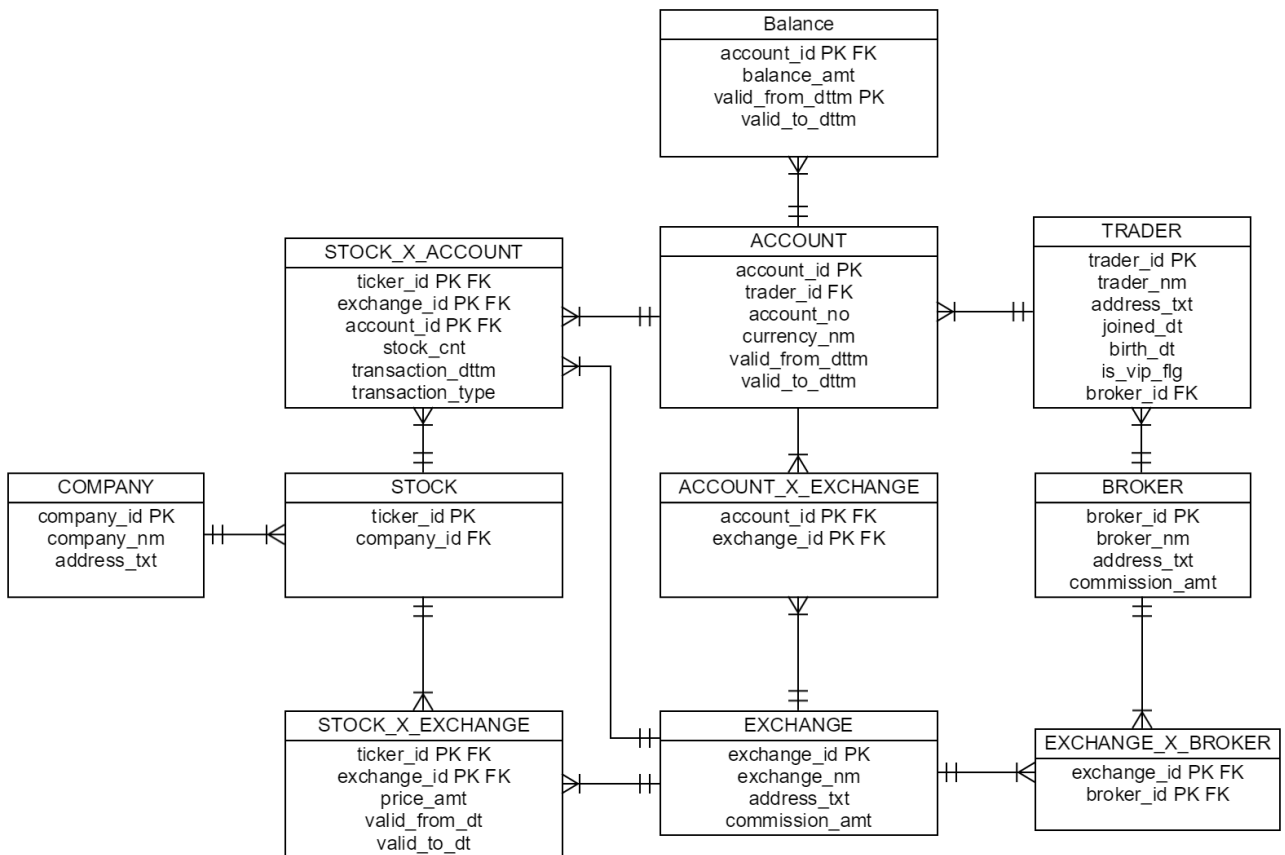 Balance
account_id PK FK
balance_amt
valid_from_dttm PK
valid_to_dttm
STOCK_X_ACCOUNT
ticker_id PK FK
exchange_id PK FK
account_id PK FK
stock_cnt
transaction_dttm
transaction_type
ACCOUNT
account_id PK
trader_id FK
account_no
currency_nm
valid_from_dttm
valid_to_dttm
TRADER
trader_id PK
trader_nm
address_txt
joined_dt
birth_dt
is_vip_flg
broker_id FK
COMPANY
company_id PK
company_nm
address_txt
STOCK
ticker_id PK
company_id FK
ACCOUNT_X_EXCHANGE
account_id PK FK
exchange_id PK FK
BROKER
broker_id PK
broker_nm
address_txt
commission_amt
STOCK_X_EXCHANGE
ticker_id PK FK
exchange_id PK FK
price_amt
valid_from_dt
valid_to_dt
EXCHANGE
exchange_id PK
exchange_nm
address_txt
commission_amt
EXCHANGE_X_BROKER
exchange_id PK FK
broker_id PK FK